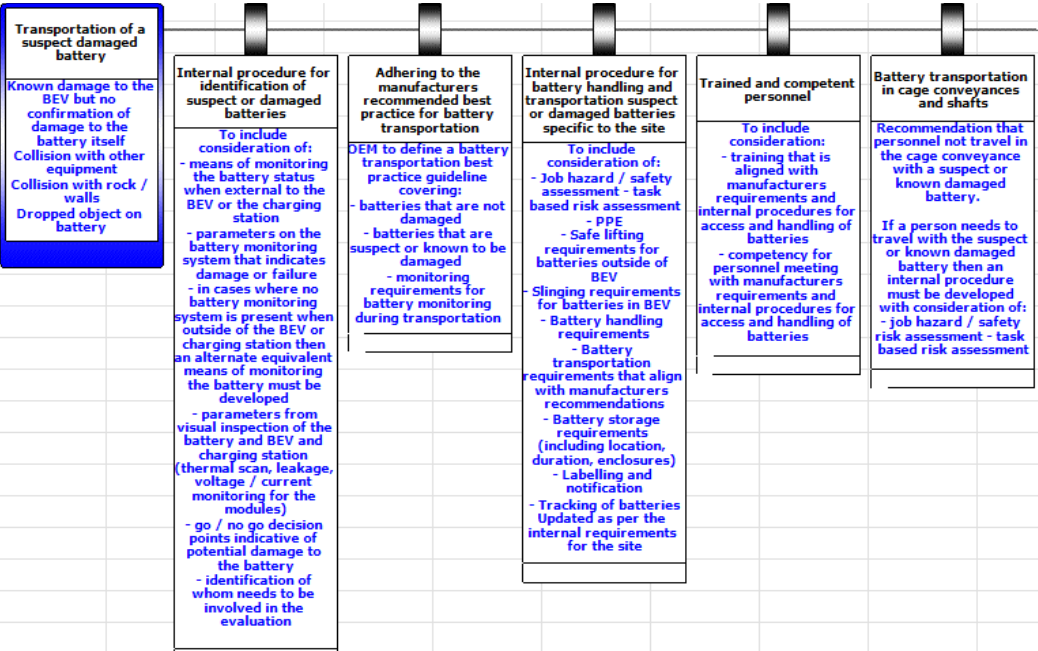 Transportation of a
suspect damaged
battery
Known damage to the
BEV but no
confirmation of
damage to the
battery itself
Collision with other
equipment
Collision with rock /
walls
Dropped object on
battery
Internal procedure for
identification of
suspect or damaged
batteries
To include
consideration of:
- means of monitoring
the battery status
when external to the
BEV or the charging
station
- parameters on the
battery monitoring
system that indicates
damage or failure
- in cases where no
battery monitoring
system is present when
outside of the BEV or
charging station then
an alternate equivalent
means of monitoring
the battery must be
developed
- parameters from
visual inspection of the
battery and BEV and
charging station
(thermal scan, leakage,
voltage / current
monitoring for the
modules)
- go / no go decision
points indicative of
potential damage to
the battery
- identification of
whom needs to be
involved in the
evaluation
Adhering to the
manufacturers
recommended best
practice for battery
transportation
OEM to define a battery
transportation best
practice guideline
covering:
- batteries that are not
damaged
- batteries that are
suspect or known to be
damaged
- monitoring
requirements for
battery monitoring
during transportation
Internal procedure for
battery handling and
transportation suspect
or damaged batteries
specific to the site
To include
consideration of:
- Job hazard / safety
assessment - task
based risk assessment
- PPE
- Safe lifting
requirements for
batteries outside of
BEV
- Slinging requirements
for batteries in BEV
- Battery handling
requirements
- Battery
transportation
requirements that align
with manufacturers
recommendations
- Battery storage
requirements
(including location,
duration, enclosures)
- Labelling and
notification
- Tracking of batteries
Updated as per the
internal requirements
for the site
Trained and competent
personnel
To include
consideration:
- training that is
aligned with
manufacturers
requirements and
internal procedures for
access and handling of
batteries
- competency for
personnel meeting
with manufacturers
requirements and
internal procedures for
access and handling of
batteries
Battery transportation
in cage conveyances
and shafts
Recommendation that
personnel not travel in
the cage conveyance
with a suspect or
known damaged
battery.
If a person needs to
travel with the suspect
or known damaged
battery then an
internal procedure
must be developed
with consideration of:
- job hazard / safety
risk assessment - task
based risk assessment